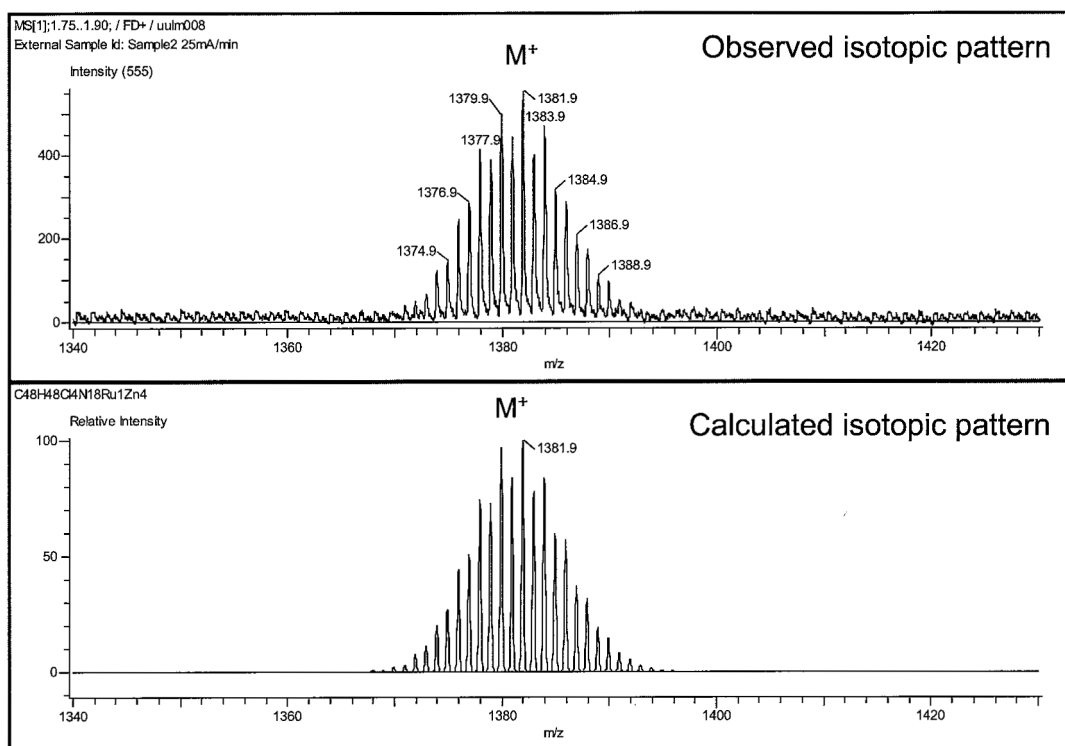 MS[1];1.75..1.90; / FD+ / uulm008
External Sample Id: Sample2 25mA/min
Observed isotopic pattern
Intensity (555)
M+
1379.9
1381.9
1383.9
1377.9
400
1376.9
1384.9
200
1374.9
1386.9
1388.9
0
1340
1360
1380
1400
1420
m/z
C48H48Cl4N18Ru1Zn4
Relative Intensity
M+
Calculated isotopic pattern
100
1381.9
50
0
1340
1360
1380
1400
1420
m/z